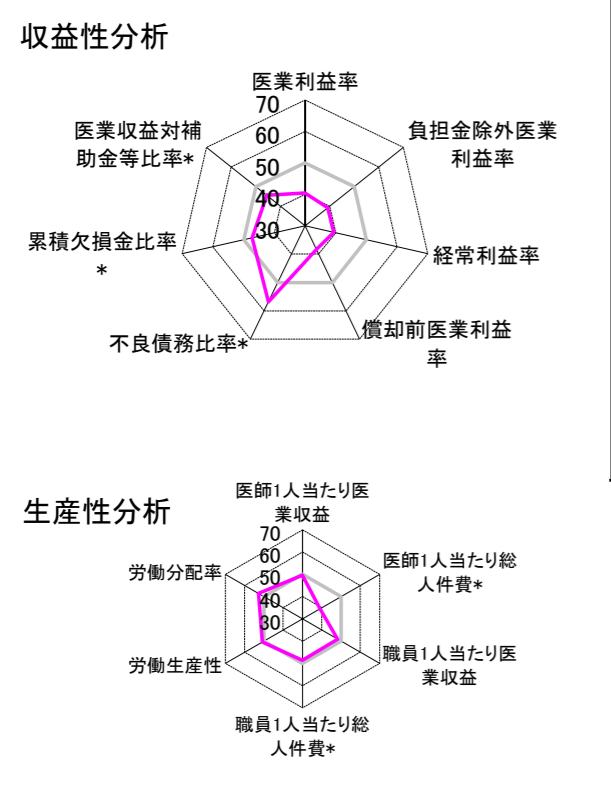 収益性分析
医業利益率
70
60
50
40
30
負担金除外医業
利益率
経常利益率
償却前医業利益
率
不良債務比率*
累積欠損金比率
*
医業収益対補
助金等比率*
生産性分析
医師1人当たり医
業収益
70
60
50
40
30
医師1人当たり総
人件費*
職員1人当たり医
業収益
職員1人当たり総
人件費*
労働生産性
労働分配率